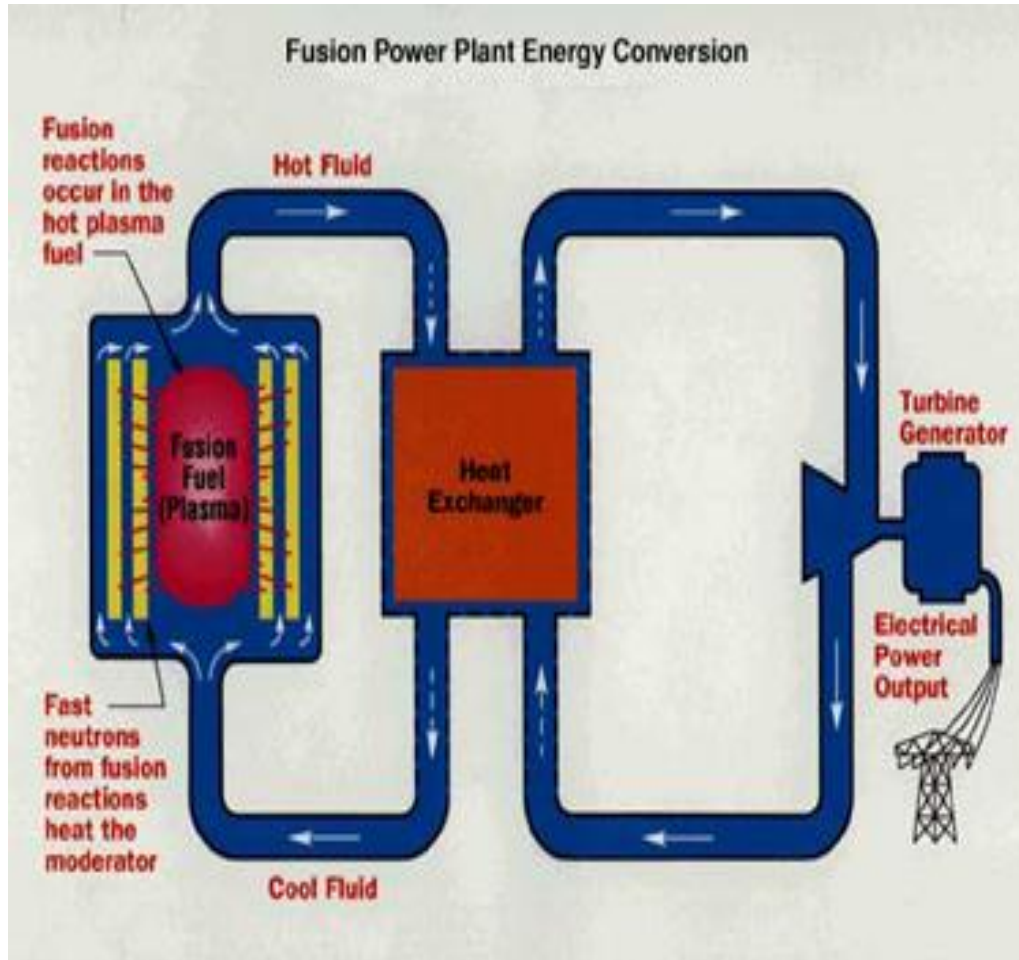 Fusion Power Plant Energy Conversion
Fusion
reactions
occur in the
hot plasma
fuel
Hot Fluid
Fusion
Fuel
(Plasma)
Heat
Exchanger
Turbine
Generator
Electrical
Power
Output
Fast
neutrons
from fusion
reactions
heat the
moderator
Cool Fluid